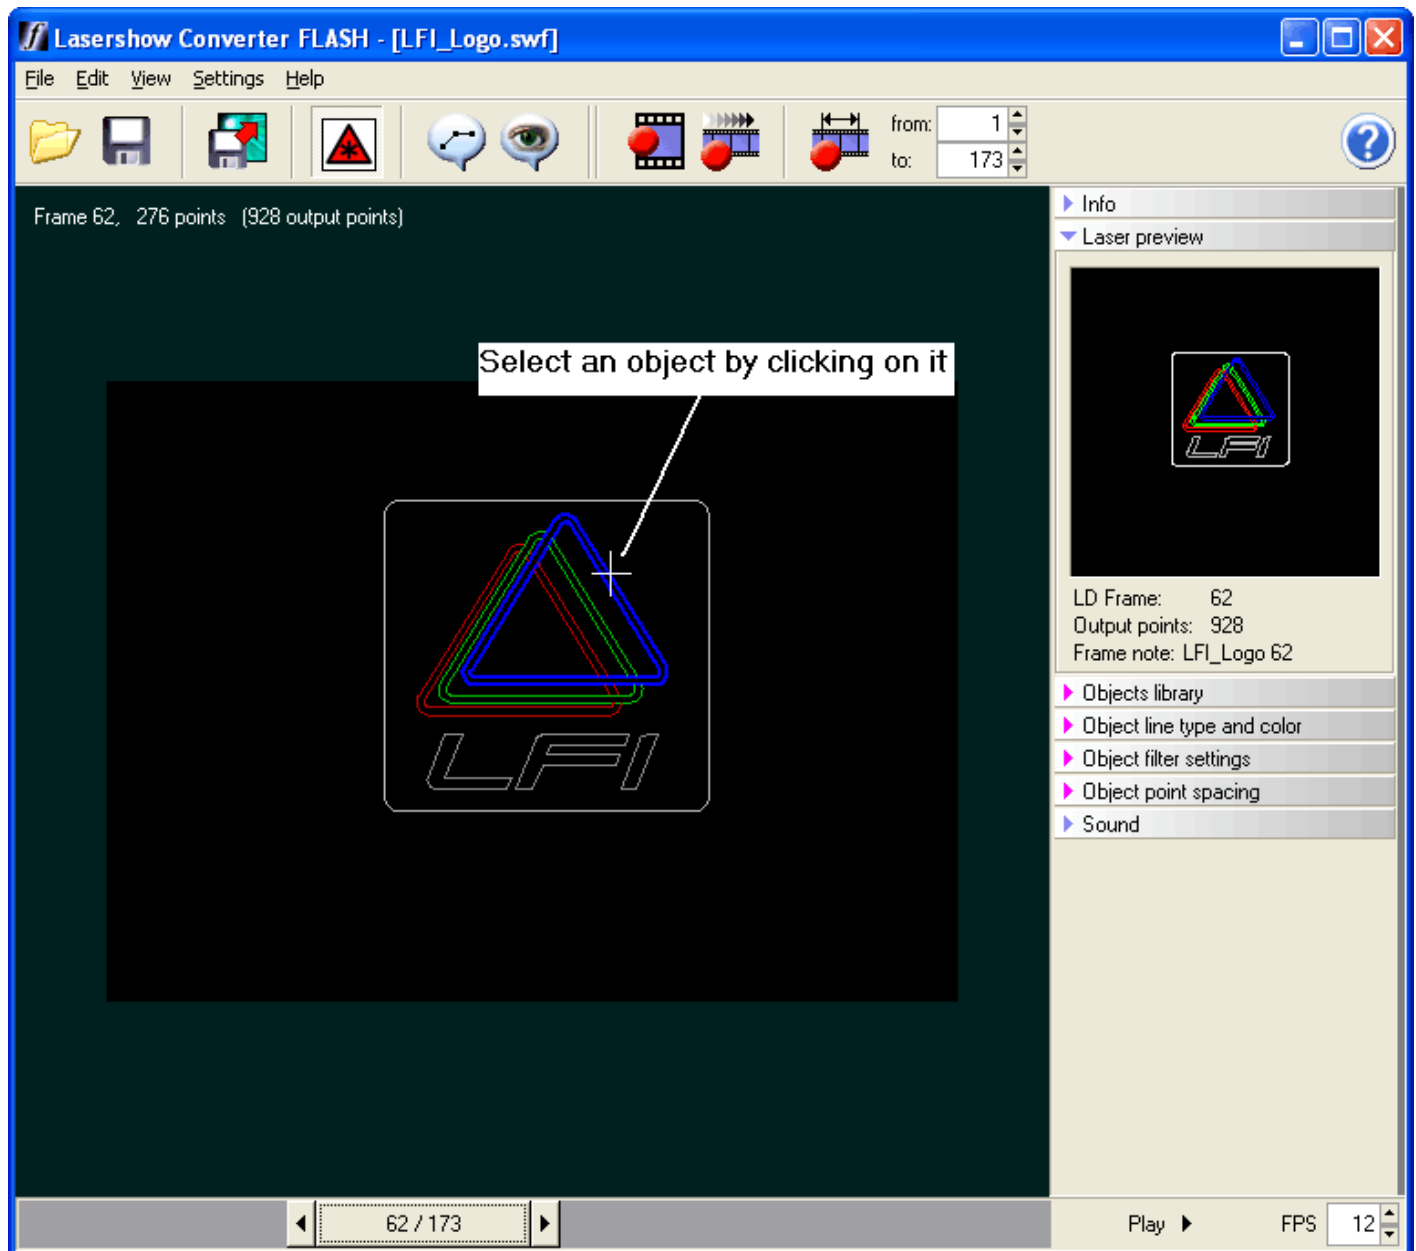 Lasershow Converter FLASH - [LFI_Logo.swf]
File Edit View Settings Help
from: 1
to: 173
Frame 62, 276 points (928 output points)
Select an object by clicking on it
LFI
Info
Laser preview
LFI
LD Frame: 62
Output points: 928
Frame note: LFI_Logo 62
Objects library
Object line type and color
Object filter settings
Object point spacing
Sound
62 / 173
Play
FPS 12